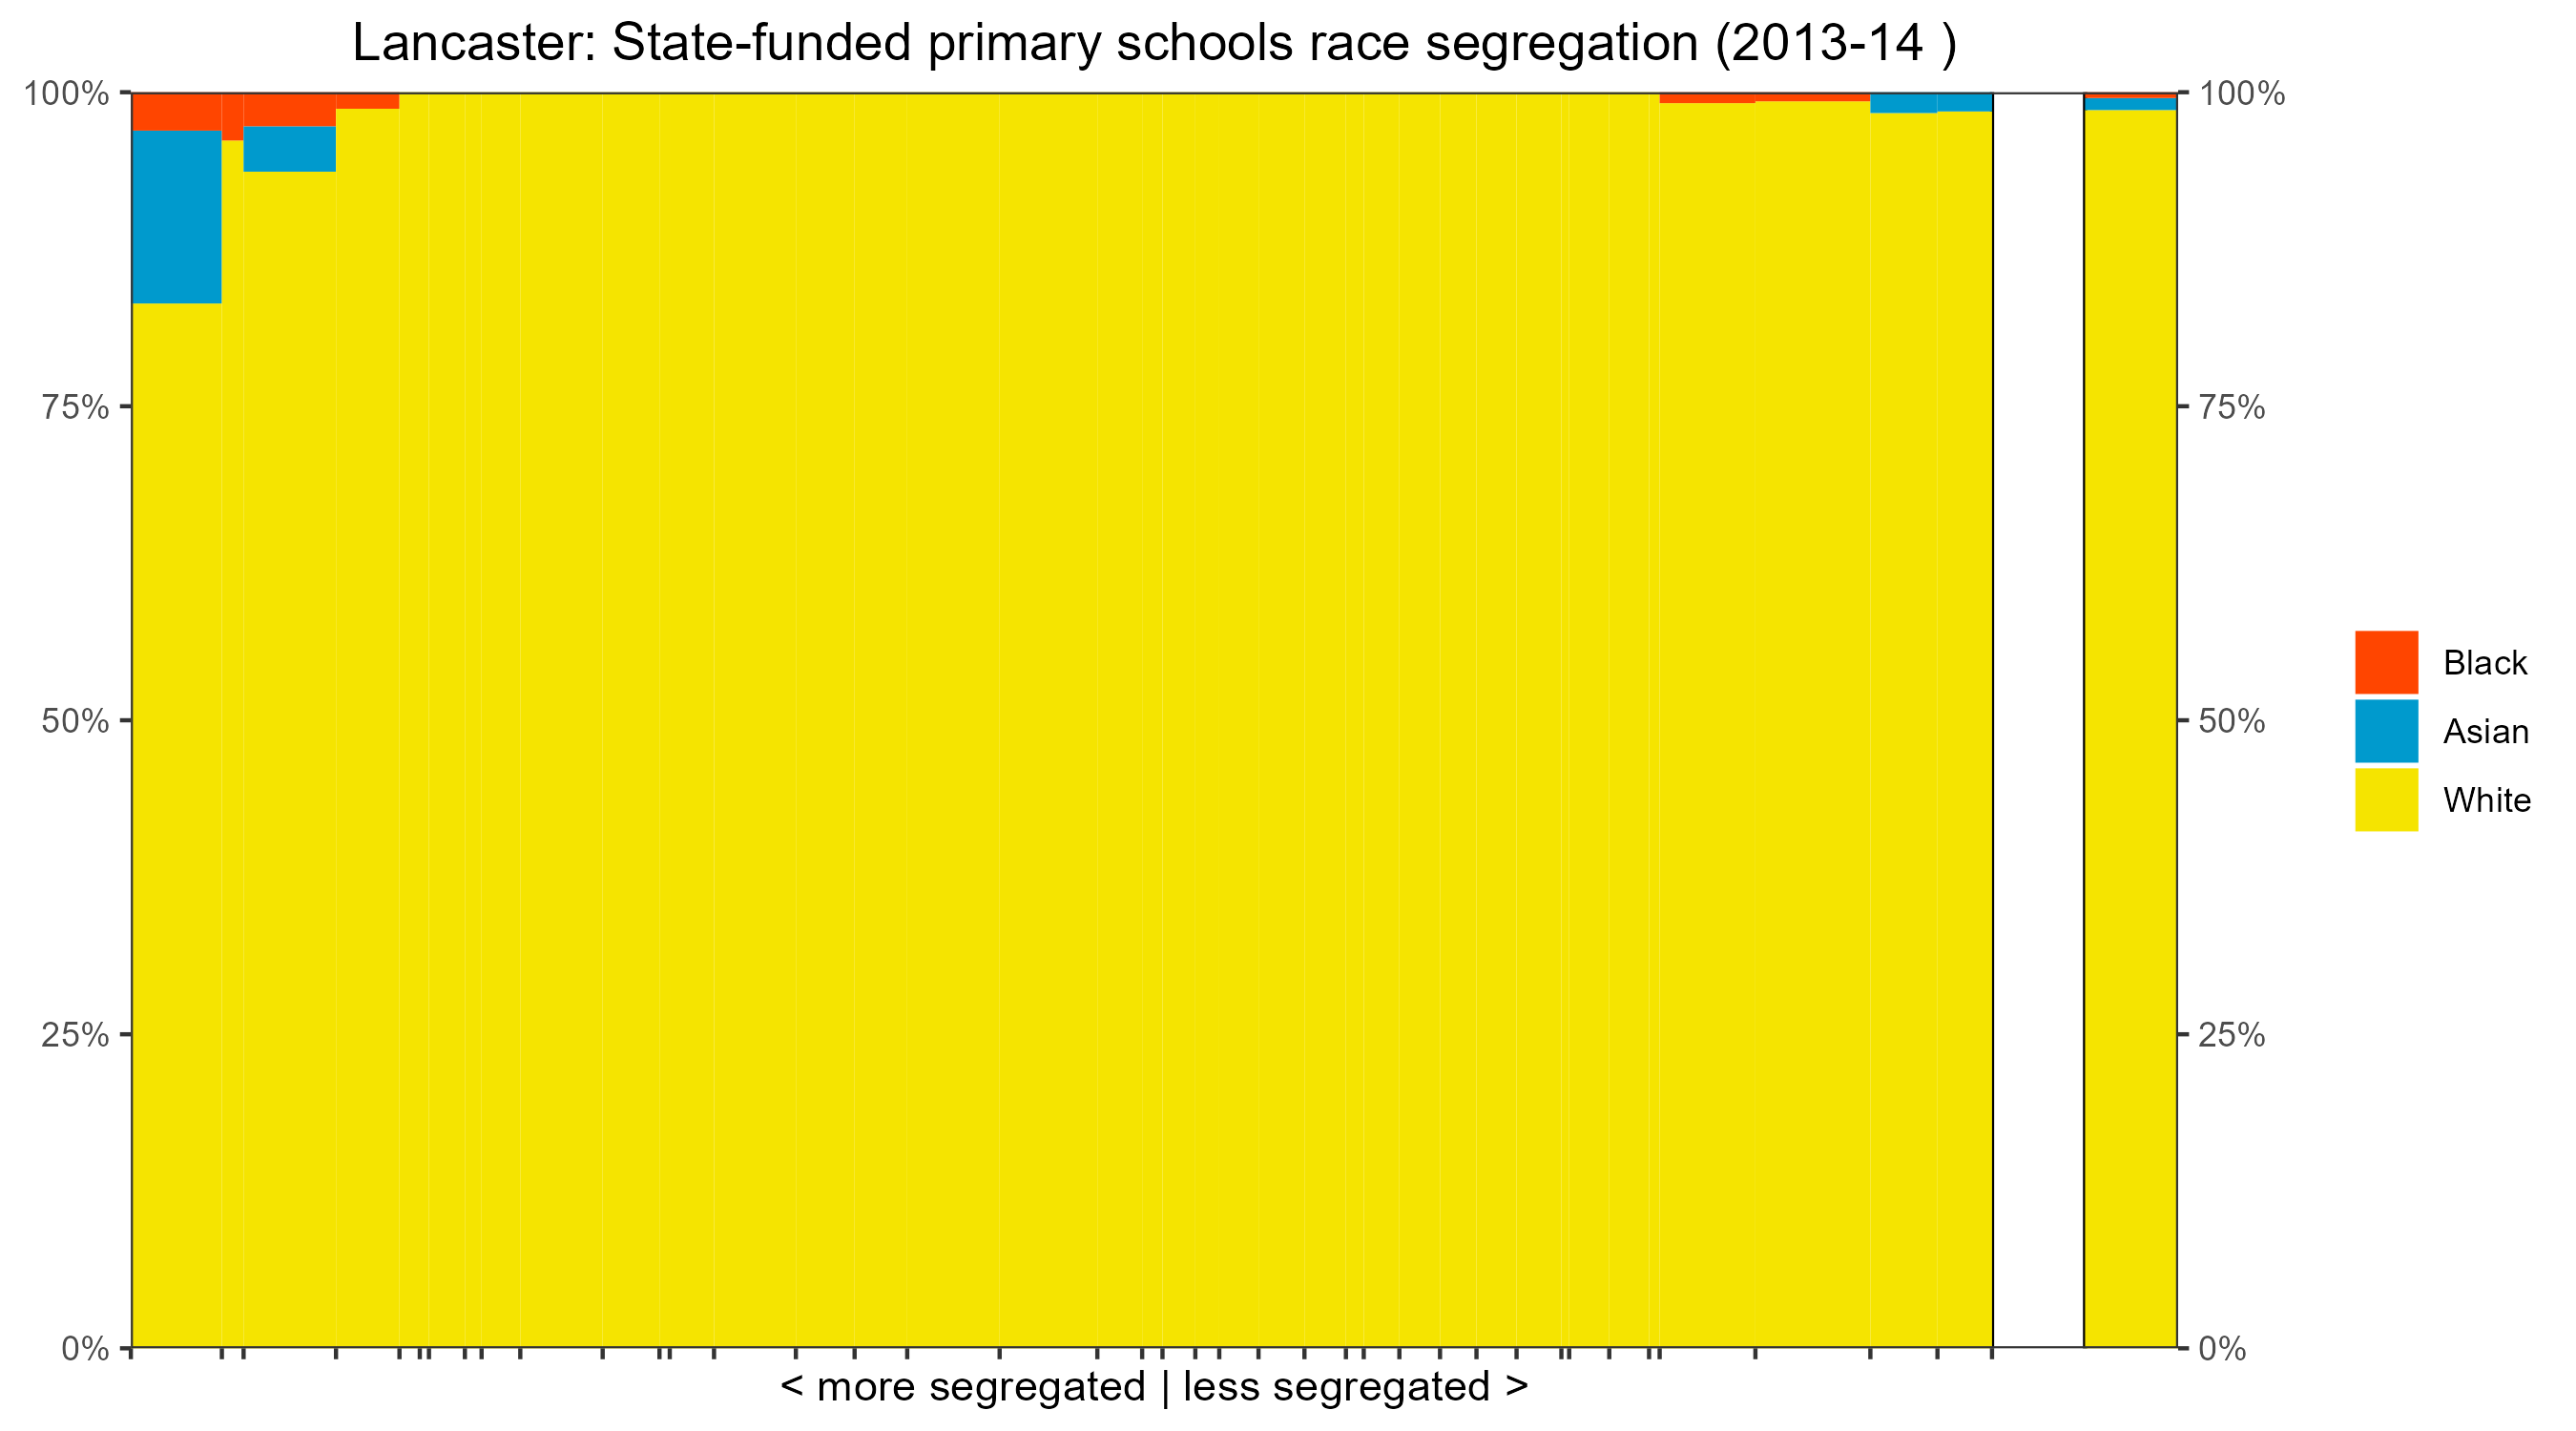 Lancaster: State-funded primary schools race segregation (2013-14 )
100%
75%
50%
25%
0%
100%
75%
50%
25%
0%
Black
Asian
White
< more segregated | less segregated >